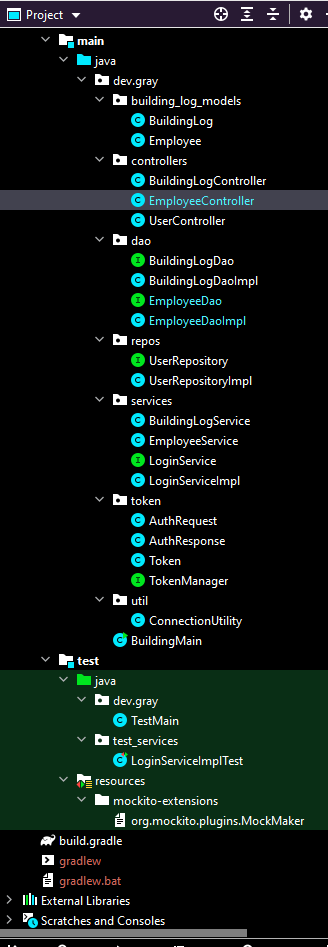 Project
main
java
dev.gray
building_log_models
BuildingLog
Employee
controllers
BuildingLogController
EmployeeController
UserController
dao
BuildingLogDao
BuildingLogDaoImpl
EmployeeDao
EmployeeDaoImpl
repos
UserRepository
UserRepositoryImpl
services
BuildingLogService
EmployeeService
LoginService
LoginServiceImpl
token
AuthRequest
AuthResponse
Token
TokenManager
util
ConnectionUtility
BuildingMain
test
java
dev.gray
TestMain
test_services
LoginServiceImplTest
resources
mockito-extensions
org.mockito.plugins.MockMaker
build.gradle
gradlew
gradlew.bat
External Libraries
Scratches and Consoles